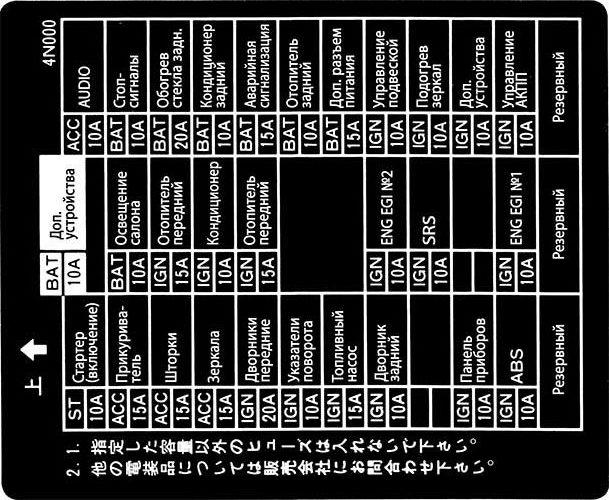 4N000
上
ST
10A
Стартер
(включение)
BAT
10A
Доп.
устройства
ACC
10A
AUDIO
ACC
15A
Прикурива-
тель
BAT
10A
Освещение
салона
BAT
10A
Стоп-
сигналы
ACC
15A
Шторки
IGN
15A
Отопитель
передний
BAT
20A
Обогрев
стекла задн.
ACC
15A
Зеркала
IGN
10A
Кондиционер
BAT
10A
Кондиционер
задний
IGN
20A
Дворники
передние
IGN
15A
Отопитель
передний
BAT
15A
Аварийная
сигнализация
IGN
10A
Указатели
поворота
BAT
10A
Отопитель
задний
IGN
15A
Топливный
насос
BAT
15A
Доп. разъем
питания
IGN
10A
Дворник
задний
IGN
10A
ENG EGI №2
IGN
10A
Управление
подвеской
IGN
10A
SRS
IGN
10A
Подогрев
зеркал
IGN
10A
Панель
приборов
IGN
10A
Доп.
устройства
IGN
10A
ABS
IGN
10A
ENG EGI №1
IGN
10A
Управление
АКПП
Резервный
Резервный
Резервный
1. 指定した容量以外のヒューズは入れないで下さい。
2. 他の電装品については販売会社にお問合わせ下さい。